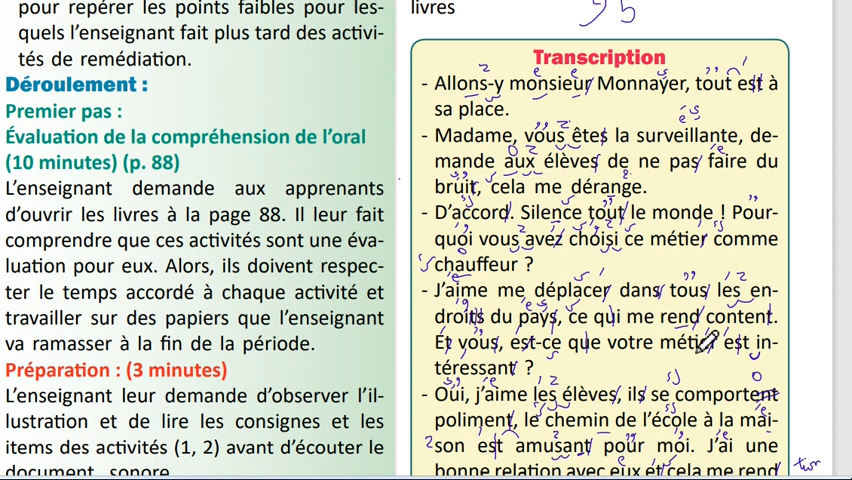 pour repérer les points faibles pour les-
quels l'enseignant fait plus tard des activi-
tés de remédiation.
Déroulement :
Premier pas :
Évaluation de la compréhension de l'oral
(10 minutes) (p. 88)
L'enseignant demande aux apprenants
d'ouvrir les livres à la page 88. Il leur fait
comprendre que ces activités sont une éva-
luation pour eux. Alors, ils doivent respec-
ter le temps accordé à chaque activité et
travailler sur des papiers que l'enseignant
va ramasser à la fin de la période.
Préparation : (3 minutes)
L'enseignant leur demande d'observer l'il-
lustration et de lire les consignes et les
items des activités (1, 2) avant d'écouter le
document sonore
livres
Transcription
- Allons-y monsieur Monnayer, tout est à
sa place.
- Madame, vous êtes la surveillante, de-
mande aux élèves de ne pas faire du
bruit, cela me dérange.
- D'accord. Silence tout le monde ! Pour-
quoi vous avez choisi ce métier comme
chauffeur ?
- J'aime me déplacer dans tous les en-
droits du pays, ce qui me rend content.
Et vous, est-ce que votre métier est in-
téressant ?
- Oui, j'aime les élèves, ils se comportent
poliment, le chemin de l'école à la mai-
son est amusant pour moi. J'ai une
bonne relation avec eux et cela me rend